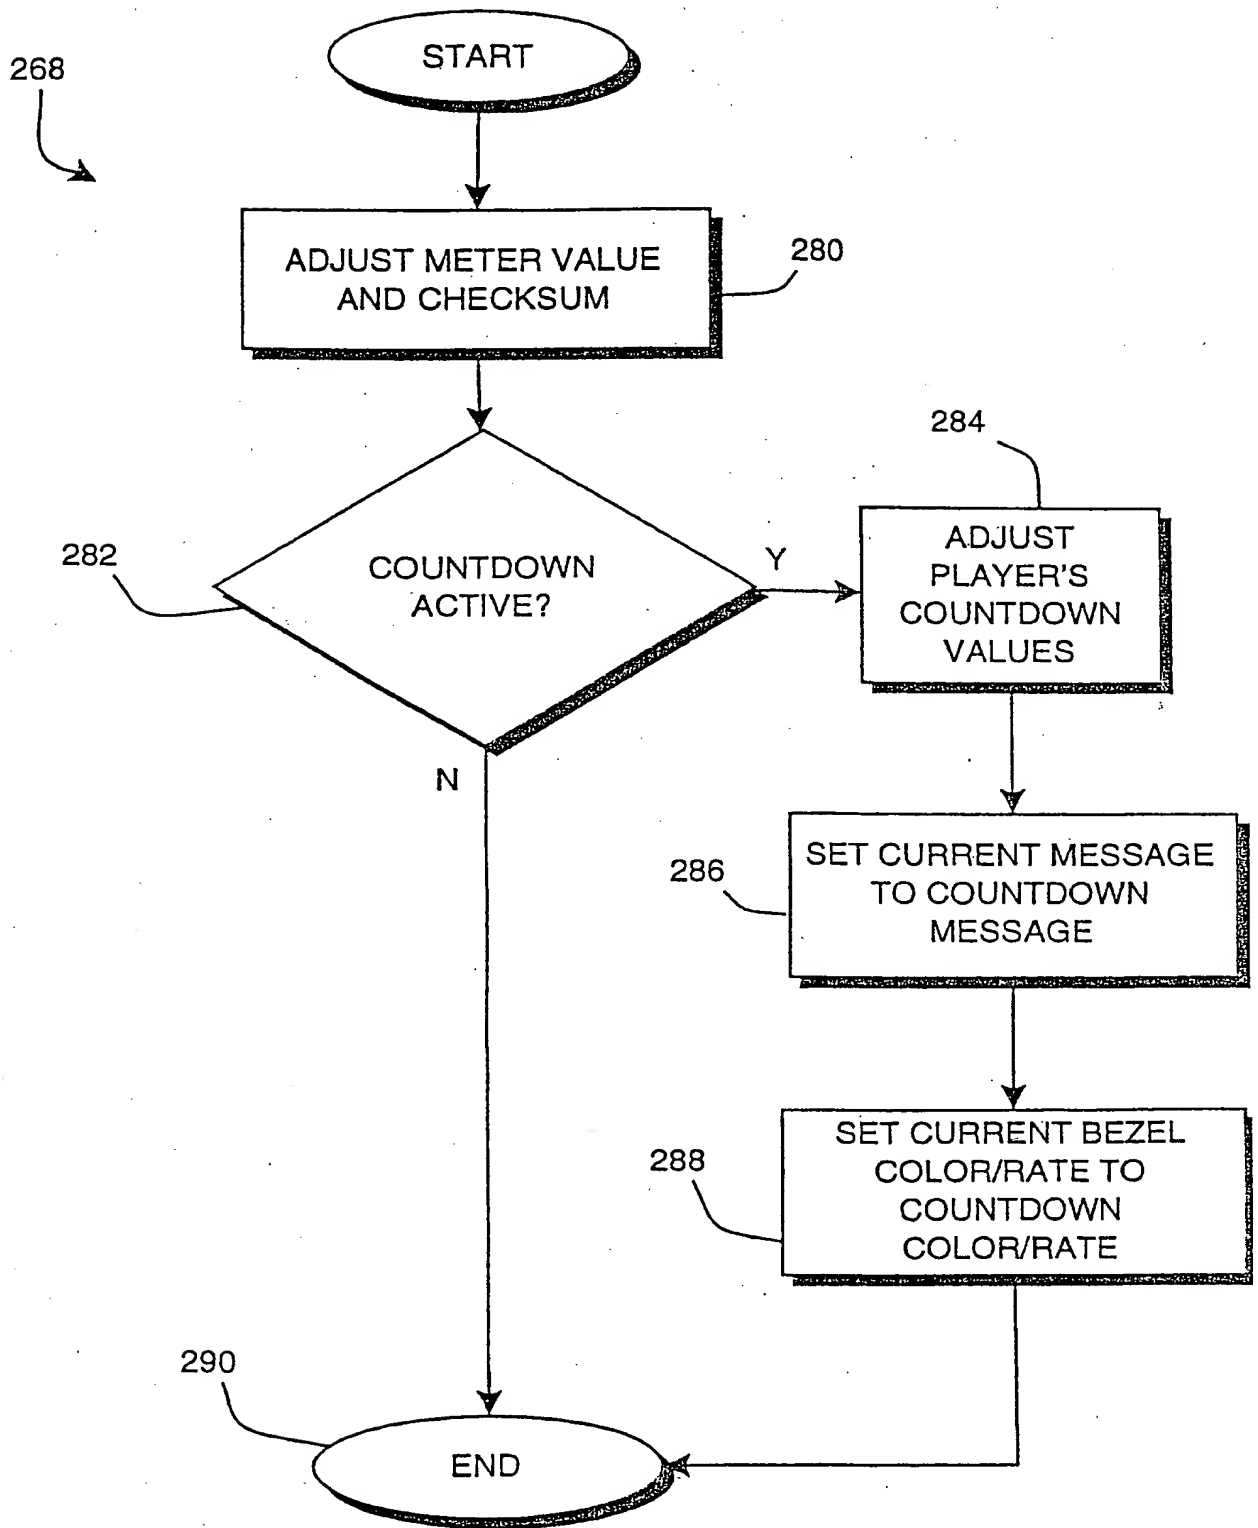 START
268
ADJUST METER VALUE
AND CHECKSUM
280
284
282
COUNTDOWN
ACTIVE?
Y
ADJUST
PLAYER'S
COUNTDOWN
VALUES
N
286
SET CURRENT MESSAGE
TO COUNTDOWN
MESSAGE
288
SET CURRENT BEZEL
COLOR/RATE TO
COUNTDOWN
COLOR/RATE
290
END